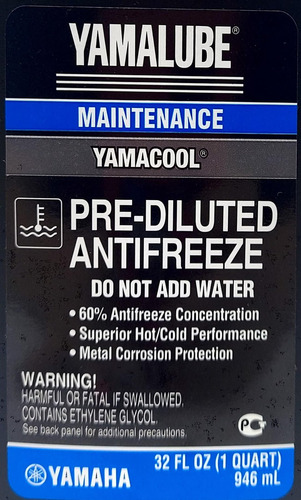 YAMALUBE®
MAINTENANCE
YAMACOOL®
PRE-DILUTED
ANTIFREEZE
DO NOT ADD WATER
• 60% Antifreeze Concentration
• Superior Hot/Cold Performance
• Metal Corrosion Protection
WARNING!
HARMFUL OR FATAL IF SWALLOWED.
CONTAINS ETHYLENE GLYCOL.
See back panel for additional precautions.
YAMAHA
32 FL OZ (1 QUART)
946 mL